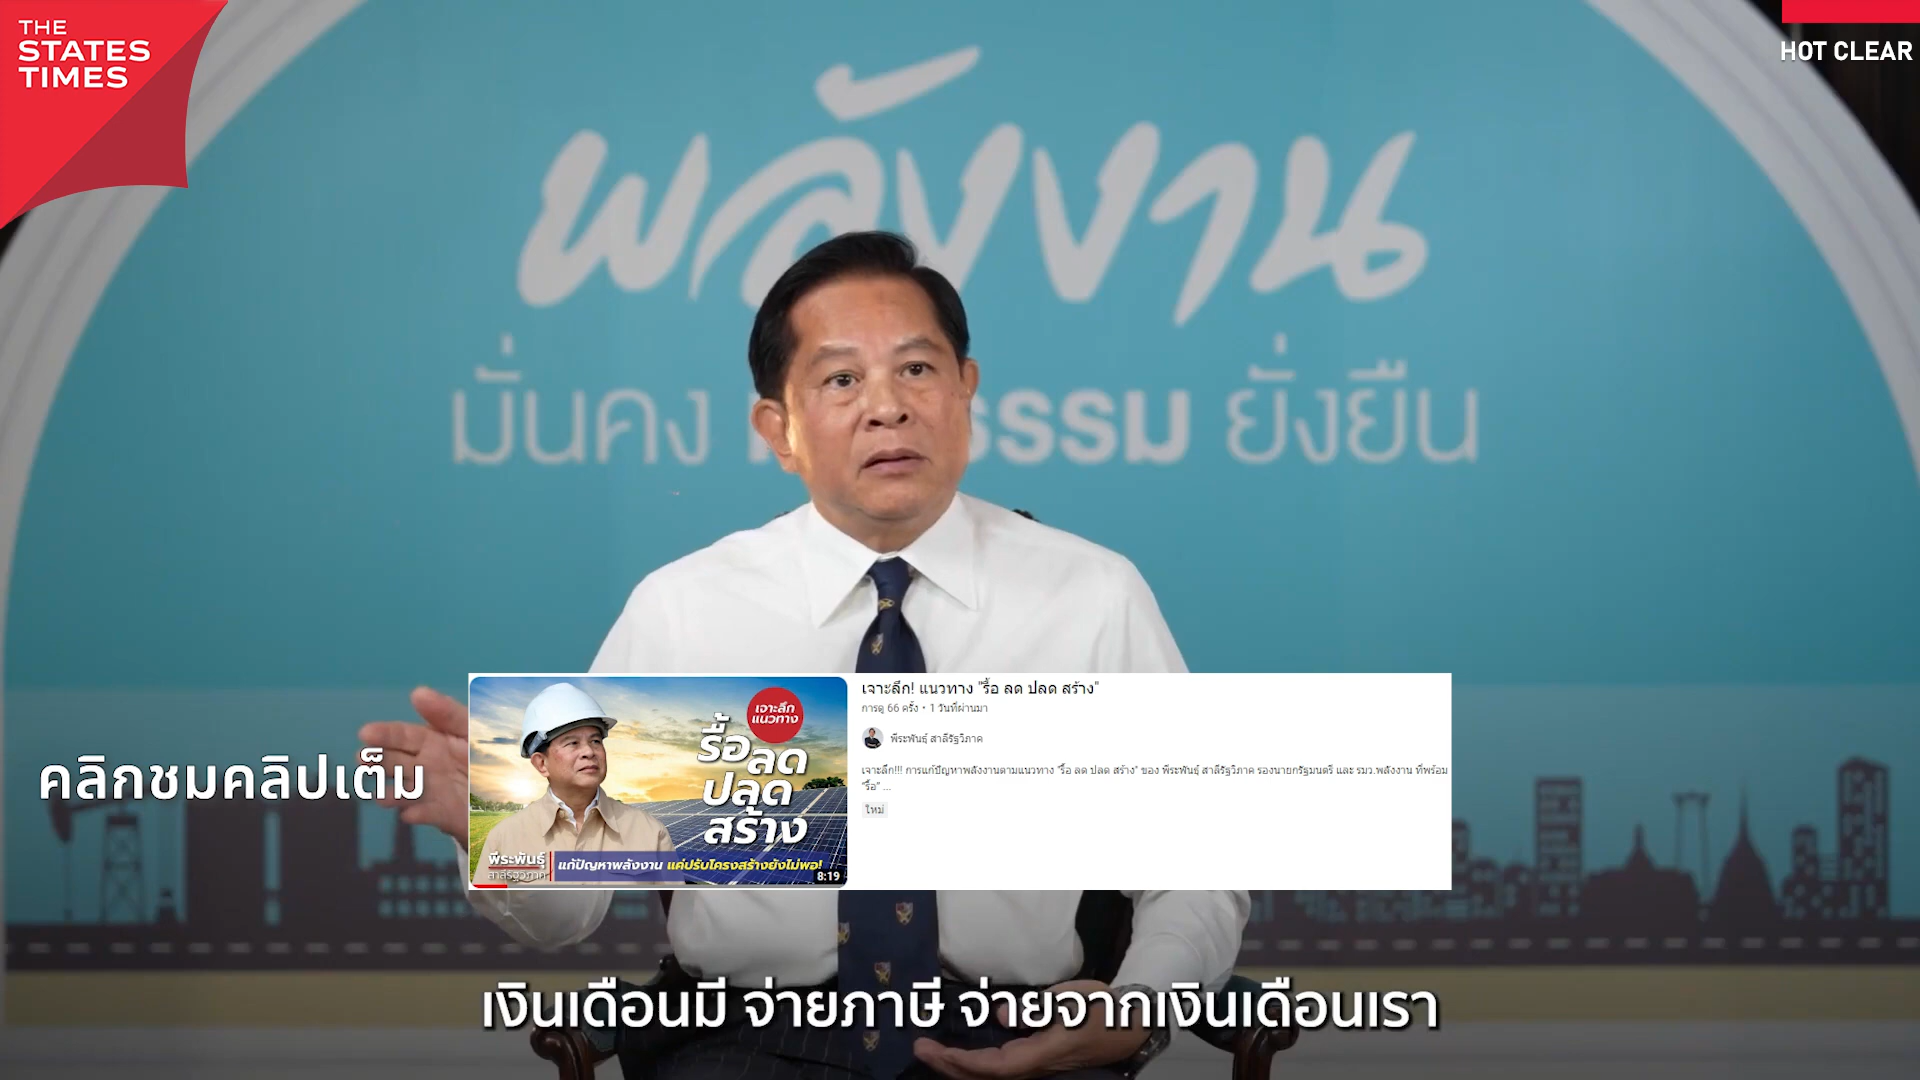 THE
STATES
TIMES
HOT CLEAR
พลังงาน
มั่นคง
รรรม ยั่งยืน
คลิกชมคลิปเต็ม
เจาะลึก
แนวทาง
รื้อ ลด
ปลด
สร้าง
พีระพันธุ์
สาลีรัฐวิภาค
แก้ปัญหาพลังงาน แค่ปรับโครงสร้างยังไม่พอ!
8:19
เจาะลึก! แนวทาง "รื้อ ลด ปลด สร้าง"
การดู 66 ครั้ง • 1 วันที่ผ่านมา
พีระพันธุ์ สาลีรัฐวิภาค
เจาะลึก!!! การแก้ปัญหาพลังงานตามแนวทาง "รื้อ ลด ปลด สร้าง" ของ พีระพันธุ์ สาลีรัฐวิภาค รองนายกรัฐมนตรี และ รมว.พลังงาน ที่พร้อม
"รื้อ" ...
ใหม่
เงินเดือนมี จ่ายภาษี จ่ายจากเงินเดือนเรา